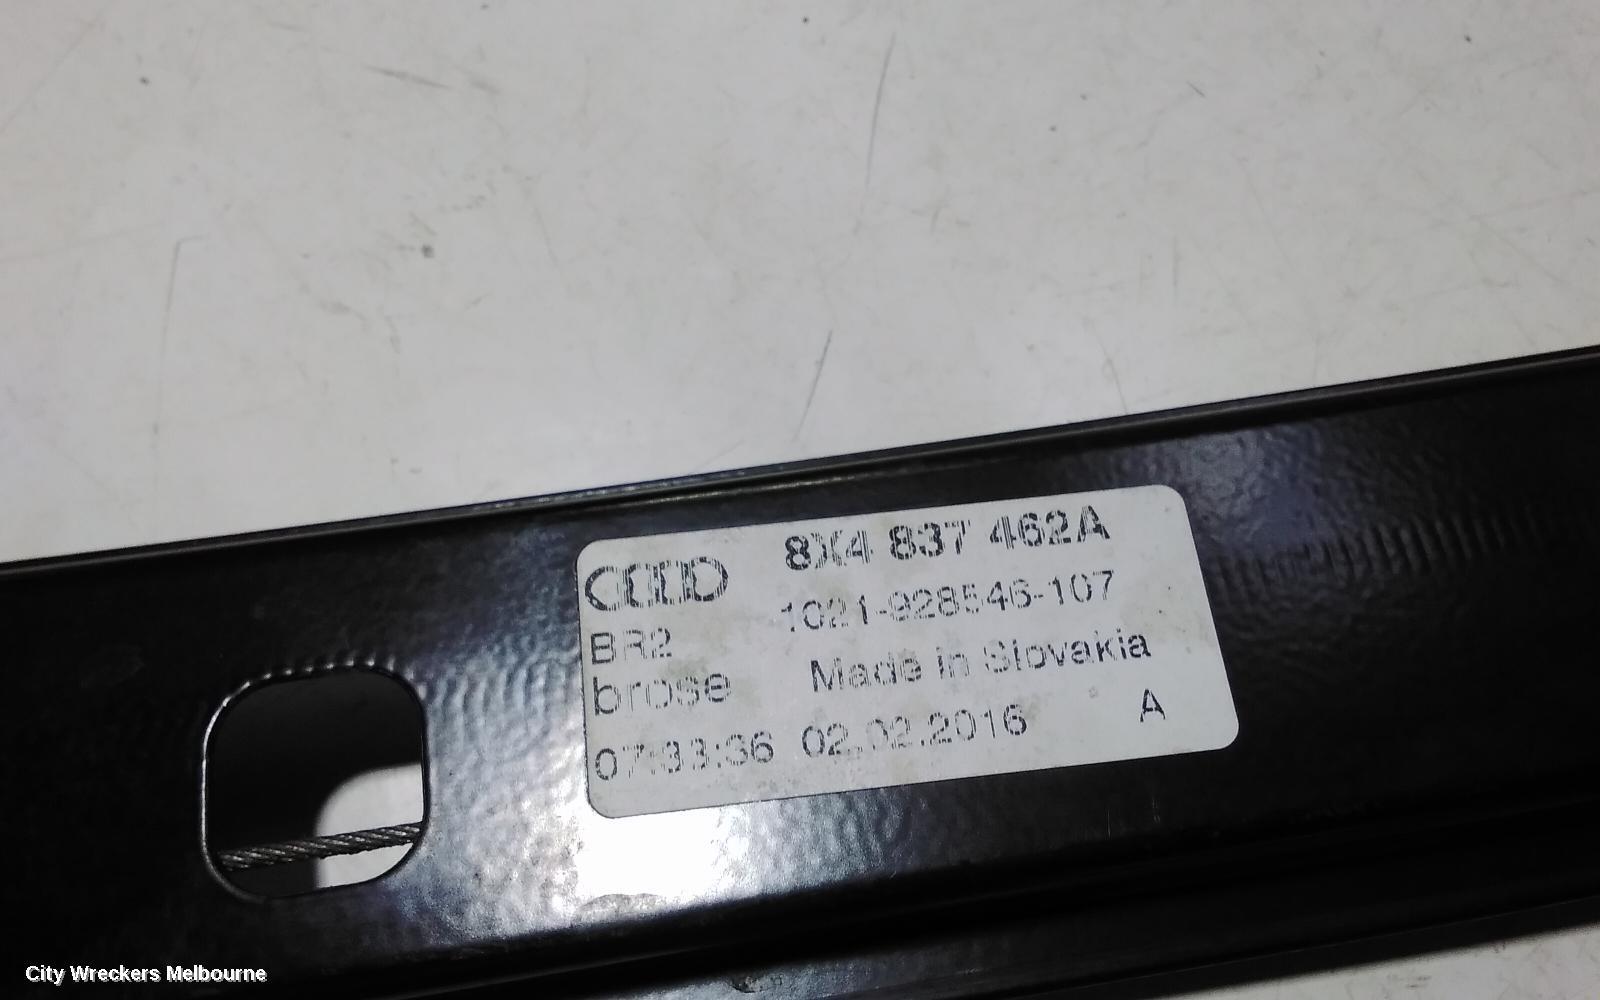 8X4 837 462A
BR2 1021-928546-107
brose Made in Slovakia
07:33:36 02.02.2016 A
City Wreckers Melbourne